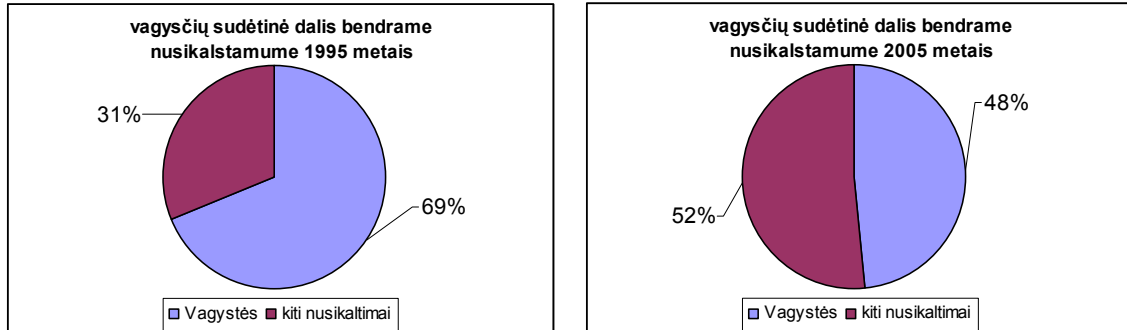 vagysčių sudėtinė dalis bendrame
nusikalstamume 1995 metais
31%
69%
Vagystės kiti nusikaltimai
vagysčių sudėtinė dalis bendrame
nusikalstamume 2005 metais
48%
52%
Vagystės kiti nusikaltimai